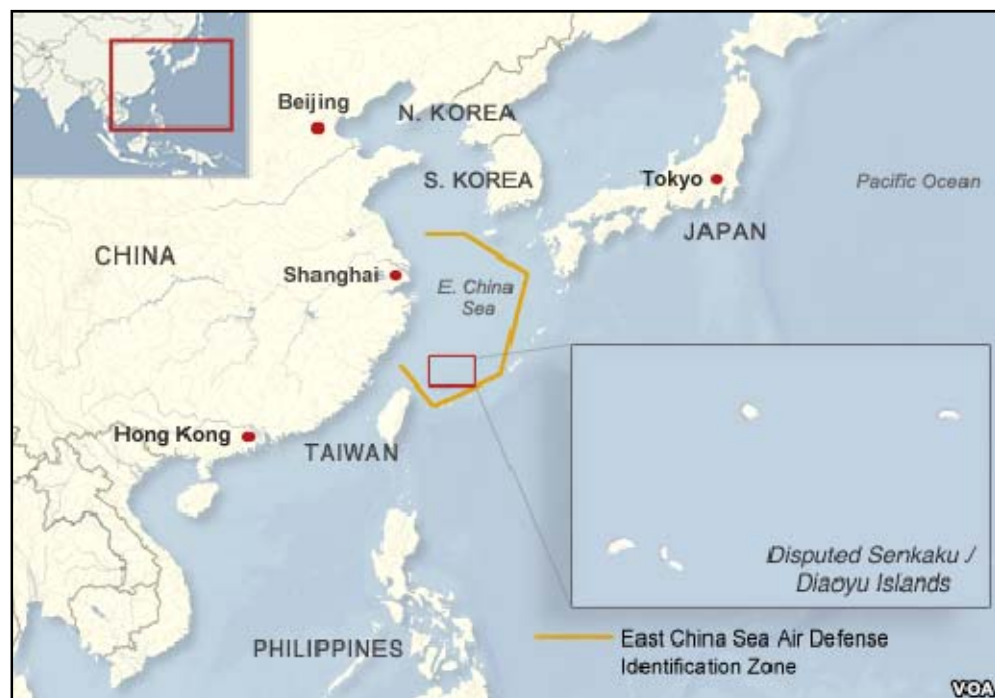 Beijing
N. KOREA
S. KOREA
Tokyo
Pacific Ocean
JAPAN
CHINA
Shanghai
E. China
Sea
Hong Kong
TAIWAN
Disputed Senkaku /
Diaoyu Islands
PHILIPPINES
East China Sea Air Defense
Identification Zone
VOA